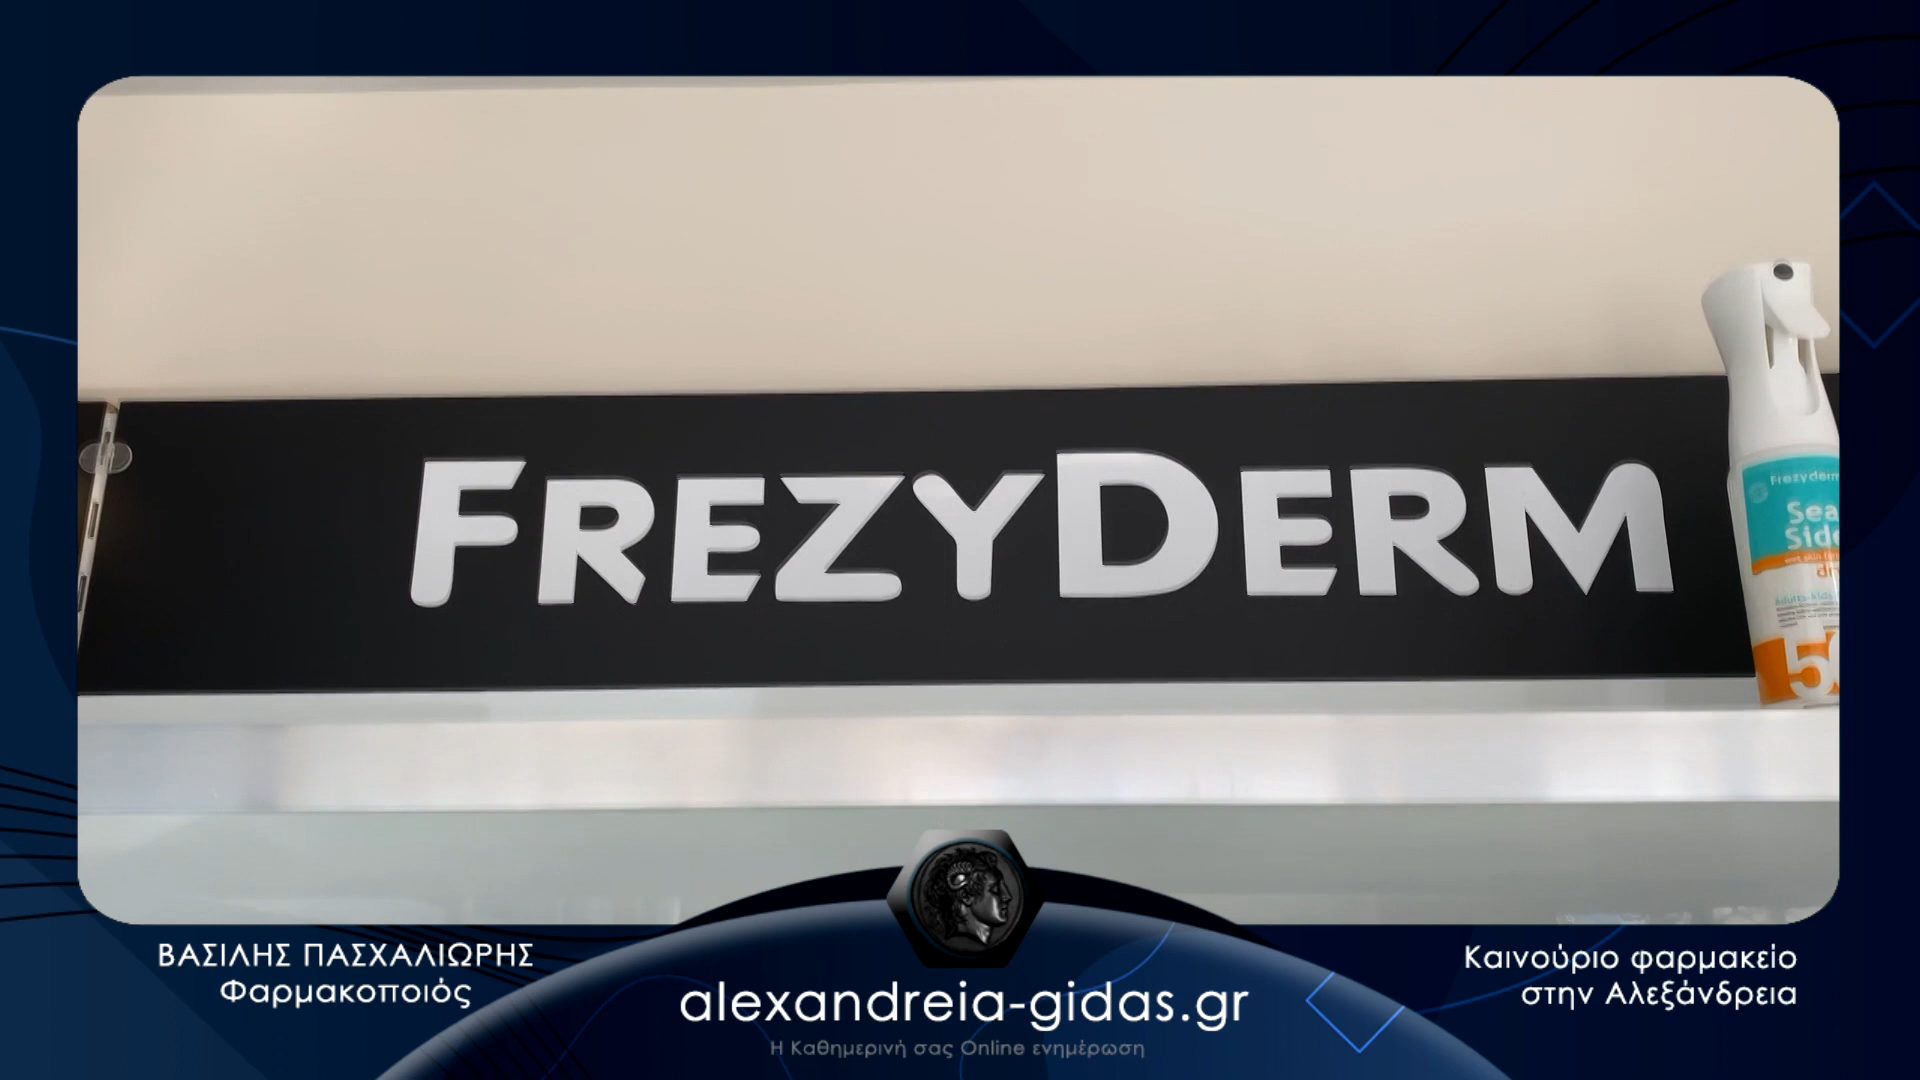 FREZYDERM
Frezyderm
Sea
Side
50
ΒΑΣΙΛΗΣ ΠΑΣΧΑΛΙΩΡΗΣ
Φαρμακοποιός
alexandreia-gidas.gr
Η Καθημερινή σας Online ενημέρωση
Καινούριο φαρμακείο
στην Αλεξάνδρεια